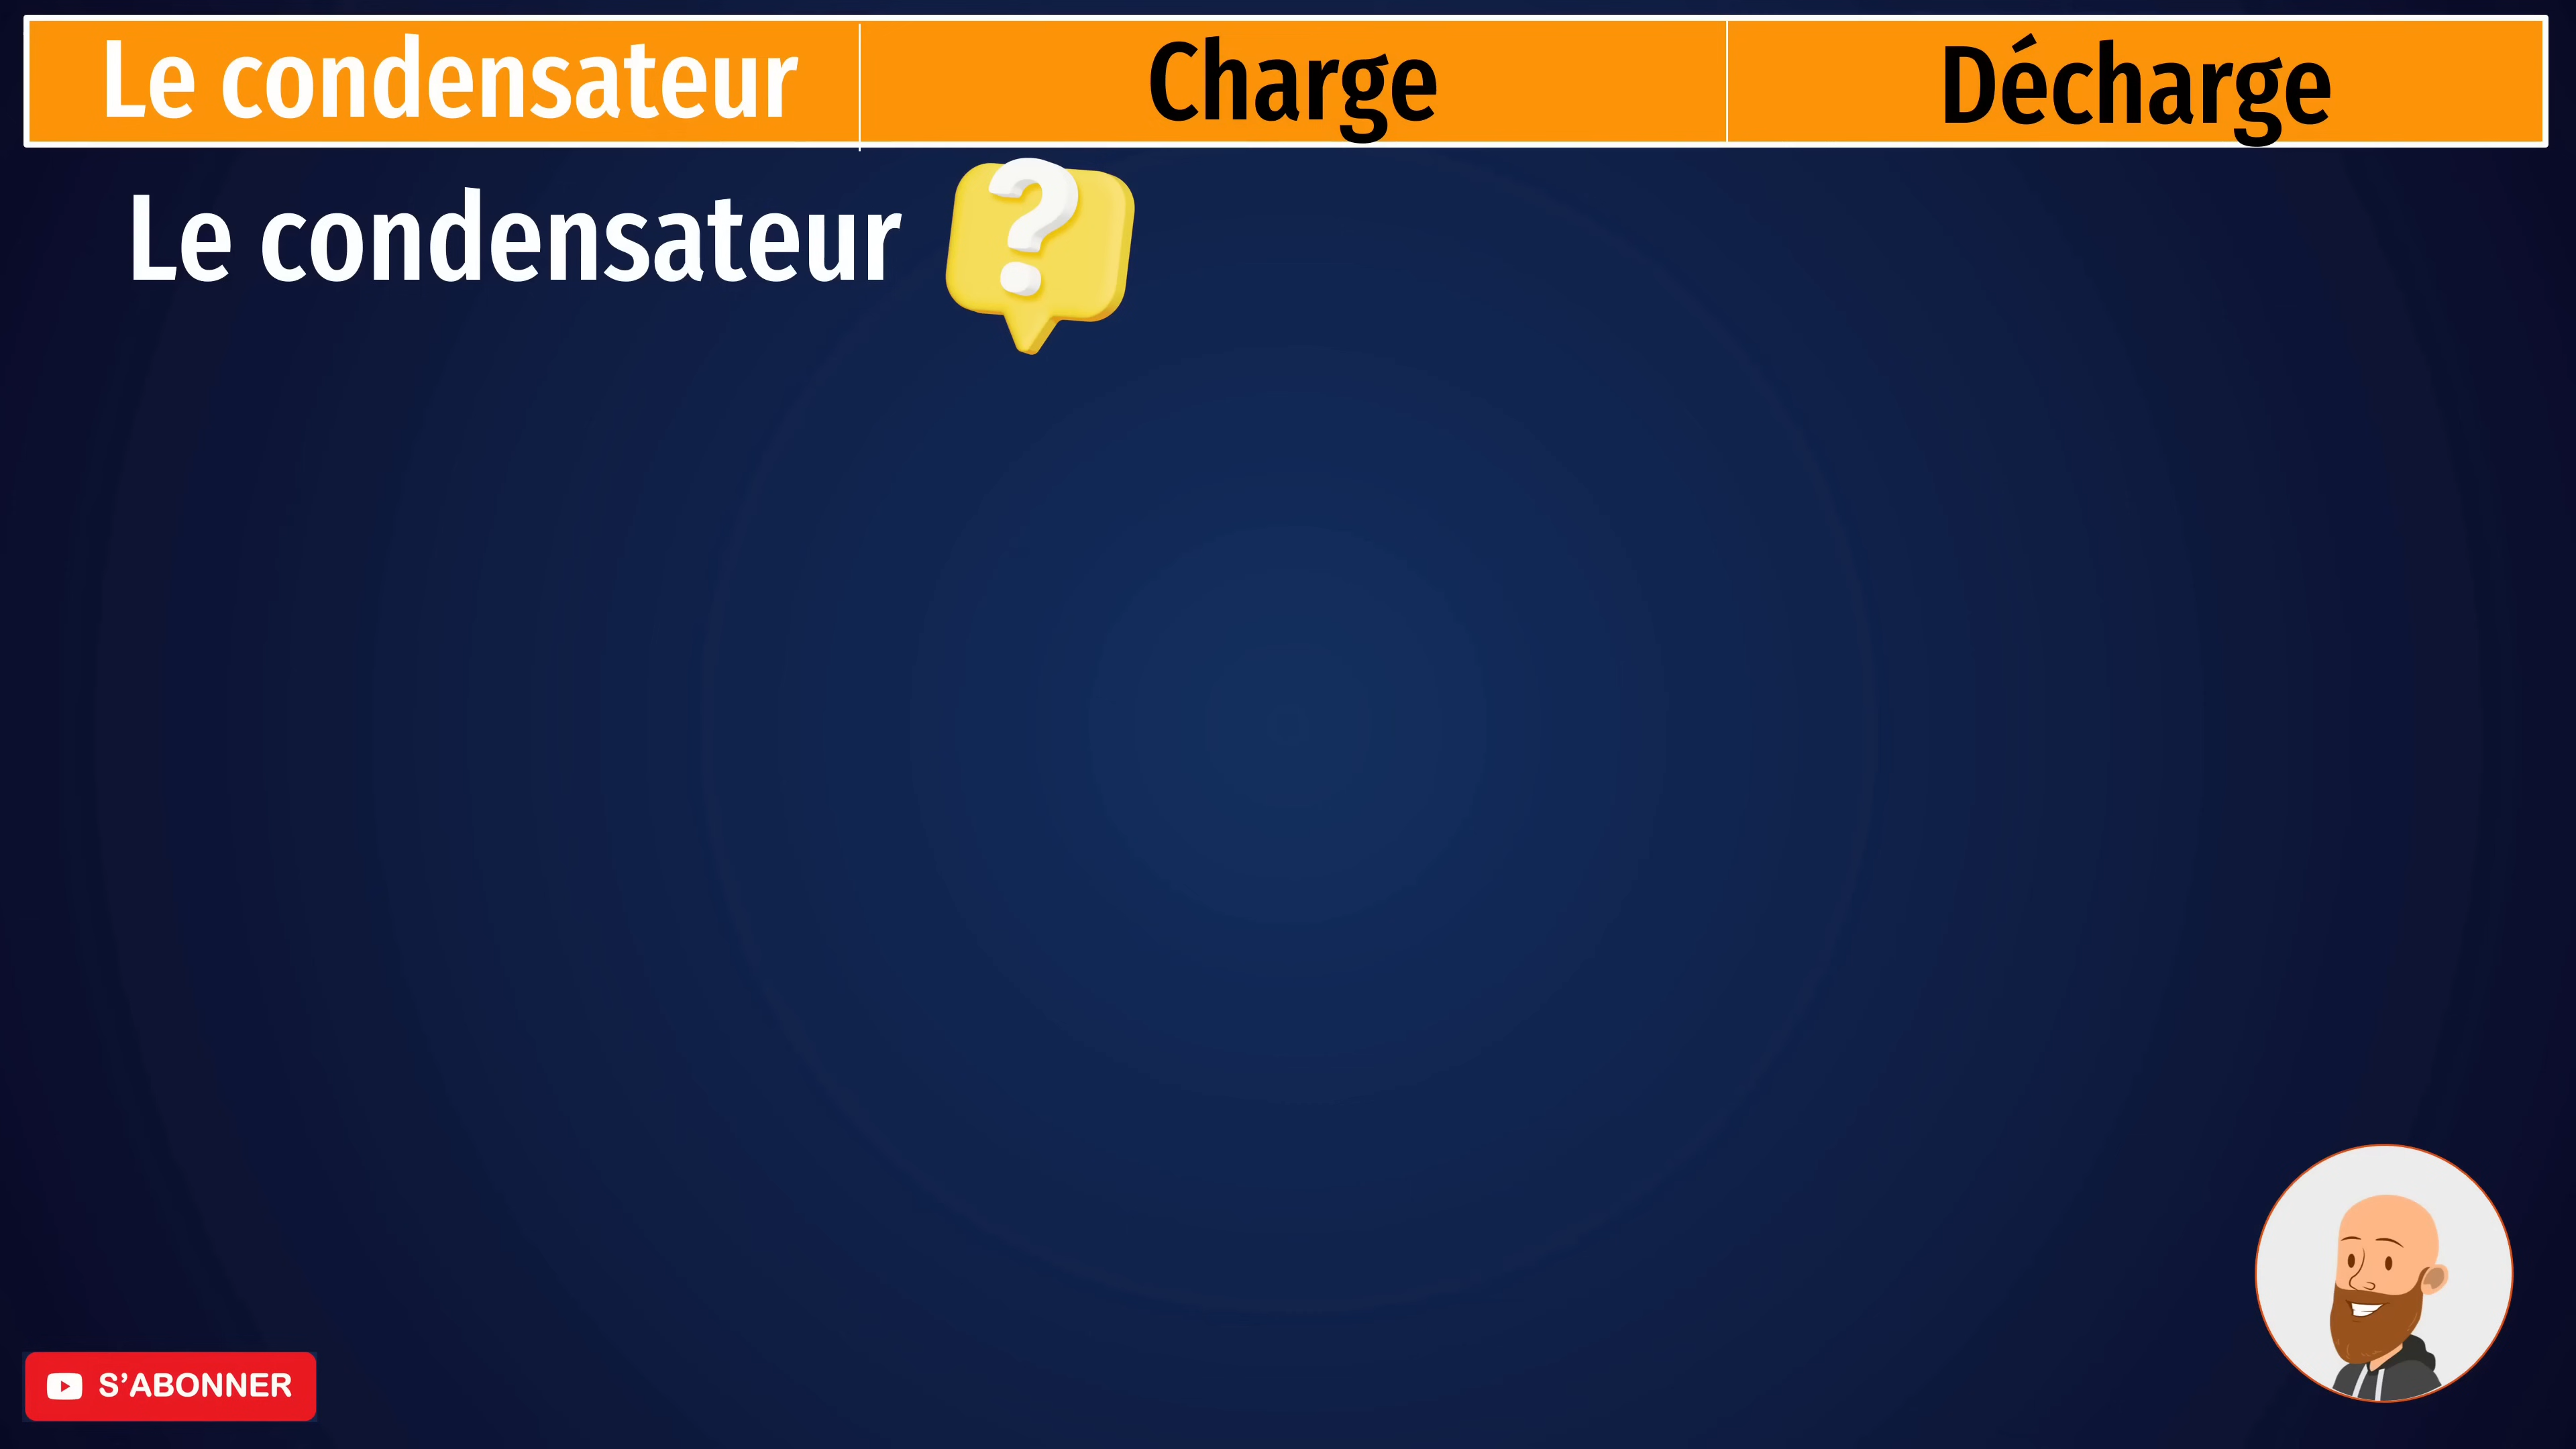 Le condensateur
Charge
Décharge
Le condensateur ?
S'ABONNER